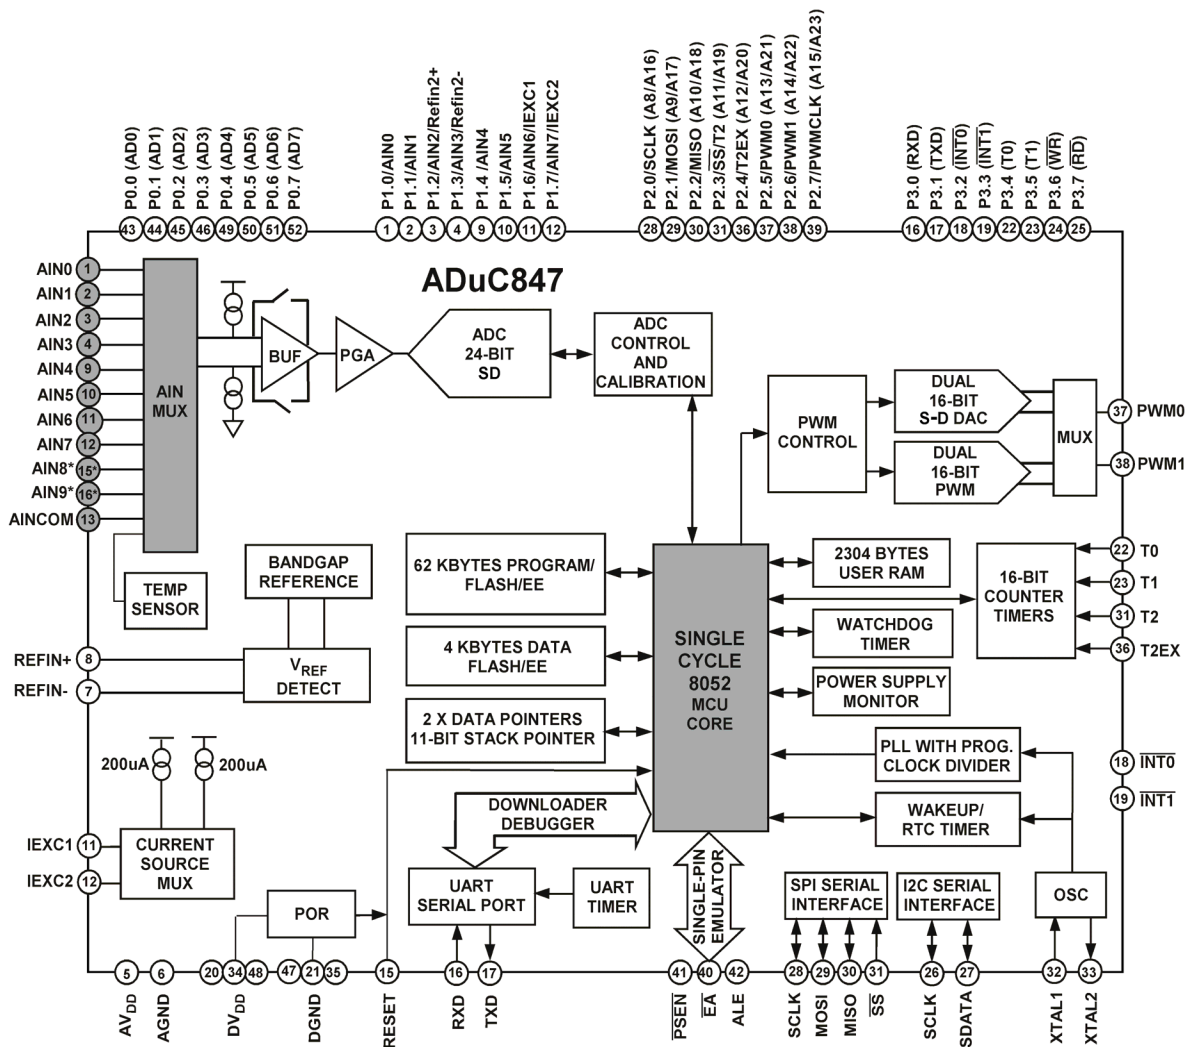 P0.0 (AD0)
P0.1 (AD1)
P0.2 (AD2)
P0.3 (AD3)
P0.4 (AD4)
P0.5 (AD5)
P0.6 (AD6)
P0.7 (AD7)
P1.0/AIN0
P1.1/AIN1
P1.2/AIN2/Refin2+
P1.3/AIN3/Refin2-
P1.4 /AIN4
P1.5/AIN5
P1.6/AIN6/IEXC1
P1.7/AIN7/IEXC2
P2.0/SCLK (A8/A16)
P2.1/MOSI (A9/A17)
P2.2/MISO (A10/A18)
P2.3/S̅S̅/T2 (A11/A19)
P2.4/T2EX (A12/A20)
P2.5/PWM0 (A13/A21)
P2.6/PWM1 (A14/A22)
P2.7/PWMCLK (A15/A23)
P3.0 (RXD)
P3.1 (TXD)
P3.2 (I̅N̅T̅0̅)
P3.3 (I̅N̅T̅1̅)
P3.4 (T0)
P3.5 (T1)
P3.6 (W̅R̅)
P3.7 (R̅D̅)
43 44 45 46 49 50 51 52
1 2 3 4 9 10 11 12
28 29 30 31 36 37 38 39
16 17 18 19 22 23 24 25
ADuC847
AIN0 1
AIN1 2
AIN2 3
AIN3 4
AIN4 9
AIN5 10
AIN6 11
AIN7 12
AIN8* 15*
AIN9* 16*
AINCOM 13
AIN
MUX
BUF
PGA
ADC
24-BIT
SD
ADC
CONTROL
AND
CALIBRATION
PWM
CONTROL
DUAL
16-BIT
S-D DAC
DUAL
16-BIT
PWM
MUX
37 PWM0
38 PWM1
TEMP
SENSOR
BANDGAP
REFERENCE
REFIN+ 8
REFIN- 7
VREF
DETECT
62 KBYTES PROGRAM/
FLASH/EE
4 KBYTES DATA
FLASH/EE
2 X DATA POINTERS
11-BIT STACK POINTER
SINGLE
CYCLE
8052
MCU
CORE
2304 BYTES
USER RAM
WATCHDOG
TIMER
POWER SUPPLY
MONITOR
16-BIT
COUNTER
TIMERS
22 T0
23 T1
31 T2
36 T2EX
PLL WITH PROG.
CLOCK DIVIDER
WAKEUP/
RTC TIMER
18 I̅N̅T̅0̅
19 I̅N̅T̅1̅
200uA
200uA
IEXC1 11
IEXC2 12
CURRENT
SOURCE
MUX
DOWNLOADER
DEBUGGER
POR
UART
SERIAL PORT
UART
TIMER
SINGLE-PIN
EMULATOR
SPI SERIAL
INTERFACE
I2C SERIAL
INTERFACE
OSC
5 6 20 34 48 47 21 35 15 16 17 41 40 42 28 29 30 31 26 27 32 33
AVDD
AGND
DVDD
DGND
RESET
RXD
TXD
P̅S̅E̅N̅
E̅A̅
ALE
SCLK
MOSI
MISO
S̅S̅
SCLK
SDATA
XTAL1
XTAL2